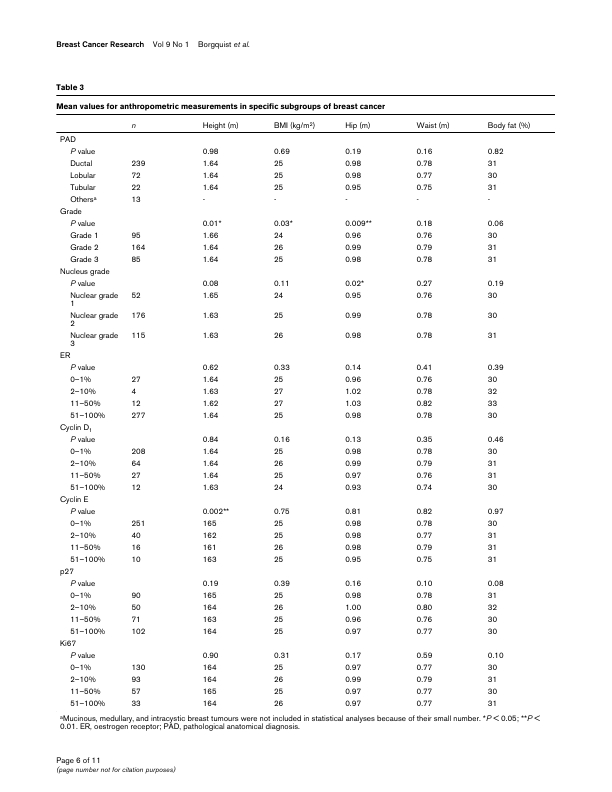 Breast Cancer Research Vol 9 No 1 Borgquist et al.
Table 3
Mean values for anthropometric measurements in specific subgroups of breast cancer
n Height (m) BMI (kg/m²) Hip (m) Waist (m) Body fat (%)
PAD
P value 0.98 0.69 0.19 0.16 0.82
Ductal 239 1.64 25 0.98 0.78 31
Lobular 72 1.64 25 0.98 0.77 30
Tubular 22 1.64 25 0.95 0.75 31
Othersᵃ 13 - - - - -
Grade
P value 0.01* 0.03* 0.009** 0.18 0.06
Grade 1 95 1.66 24 0.96 0.76 30
Grade 2 164 1.64 26 0.99 0.79 31
Grade 3 85 1.64 25 0.98 0.78 31
Nucleus grade
P value 0.08 0.11 0.02* 0.27 0.19
Nuclear grade 52 1.65 24 0.95 0.76 30
1
Nuclear grade 176 1.63 25 0.99 0.78 30
2
Nuclear grade 115 1.63 26 0.98 0.78 31
3
ER
P value 0.62 0.33 0.14 0.41 0.39
0–1% 27 1.64 25 0.96 0.76 30
2–10% 4 1.63 27 1.02 0.78 32
11–50% 12 1.62 27 1.03 0.82 33
51–100% 277 1.64 25 0.98 0.78 30
Cyclin D₁
P value 0.84 0.16 0.13 0.35 0.46
0–1% 208 1.64 25 0.98 0.78 30
2–10% 64 1.64 26 0.99 0.79 31
11–50% 27 1.64 25 0.97 0.76 31
51–100% 12 1.63 24 0.93 0.74 30
Cyclin E
P value 0.002** 0.75 0.81 0.82 0.97
0–1% 251 165 25 0.98 0.78 30
2–10% 40 162 25 0.98 0.77 31
11–50% 16 161 26 0.98 0.79 31
51–100% 10 163 25 0.95 0.75 31
p27
P value 0.19 0.39 0.16 0.10 0.08
0–1% 90 165 25 0.98 0.78 31
2–10% 50 164 26 1.00 0.80 32
11–50% 71 163 25 0.96 0.76 30
51–100% 102 164 25 0.97 0.77 30
Ki67
P value 0.90 0.31 0.17 0.59 0.10
0–1% 130 164 25 0.97 0.77 30
2–10% 93 164 26 0.99 0.79 31
11–50% 57 165 25 0.97 0.77 30
51–100% 33 164 26 0.97 0.77 31
ᵃMucinous, medullary, and intracystic breast tumours were not included in statistical analyses because of their small number. *P < 0.05; **P <
0.01. ER, oestrogen receptor; PAD, pathological anatomical diagnosis.
Page 6 of 11
(page number not for citation purposes)